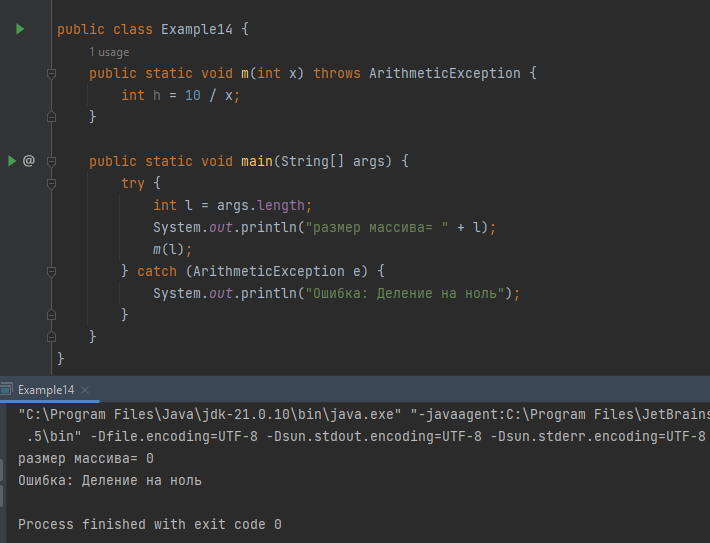 public class Example14 {
1 usage
public static void m(int x) throws ArithmeticException {
int h = 10 / x;
}
@ public static void main(String[] args) {
try {
int l = args.length;
System.out.println("размер массива= " + l);
m(l);
} catch (ArithmeticException e) {
System.out.println("Ошибка: Деление на ноль");
}
}
}
Example14 ×
"C:\Program Files\Java\jdk-21.0.10\bin\java.exe" "-javaagent:C:\Program Files\JetBrains
.5\bin" -Dfile.encoding=UTF-8 -Dsun.stdout.encoding=UTF-8 -Dsun.stderr.encoding=UTF-8
размер массива= 0
Ошибка: Деление на ноль
Process finished with exit code 0